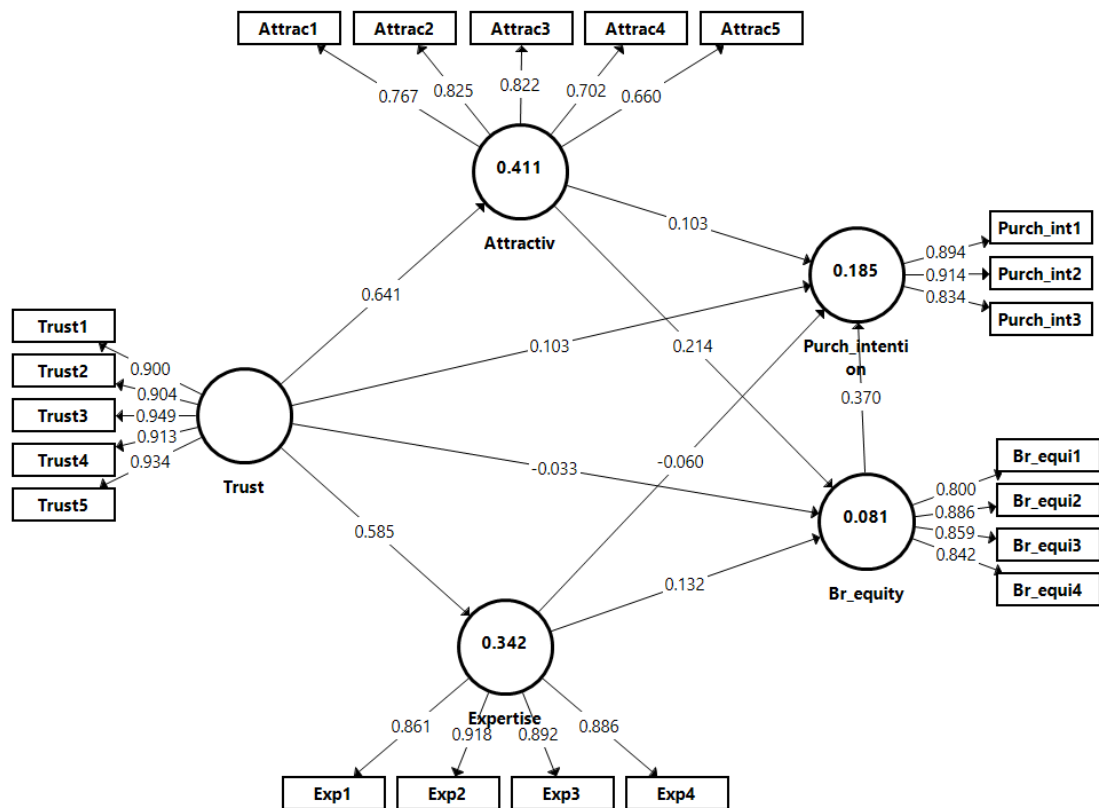 Attrac1 Attrac2 Attrac3 Attrac4 Attrac5
0.767 0.825 0.822 0.702 0.660
0.411
Attractiv
0.103
Purch_int1
0.894
0.185
0.914
Purch_int2
0.834
Purch_int3
0.641
Trust1
0.900
Trust2
0.904
Trust3
0.949
Trust4
0.913
Trust5
0.934
Trust
0.103
0.214
Purch_intenti
on
0.370
-0.033
-0.060
0.585
0.132
Br_equi1
0.800
Br_equi2
0.886
0.081
0.859
Br_equi3
0.842
Br_equi4
Br_equity
0.342
Expertise
0.861 0.918 0.892 0.886
Exp1 Exp2 Exp3 Exp4